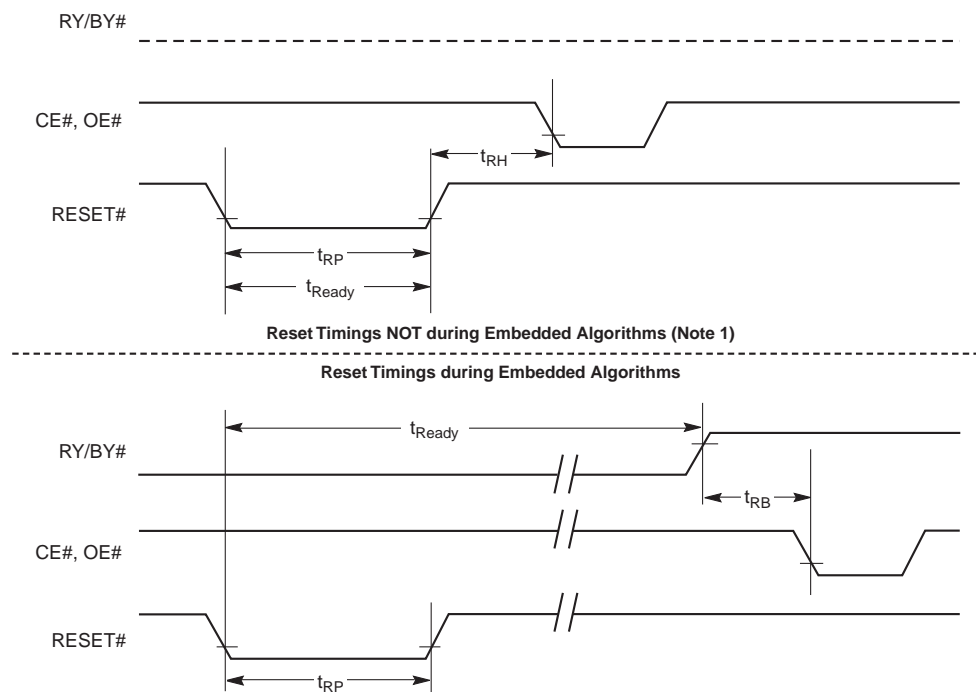 RY/BY#
CE#, OE#
tRH
RESET#
tRP
tReady
Reset Timings NOT during Embedded Algorithms (Note 1)
Reset Timings during Embedded Algorithms
tReady
RY/BY#
tRB
CE#, OE#
RESET#
tRP